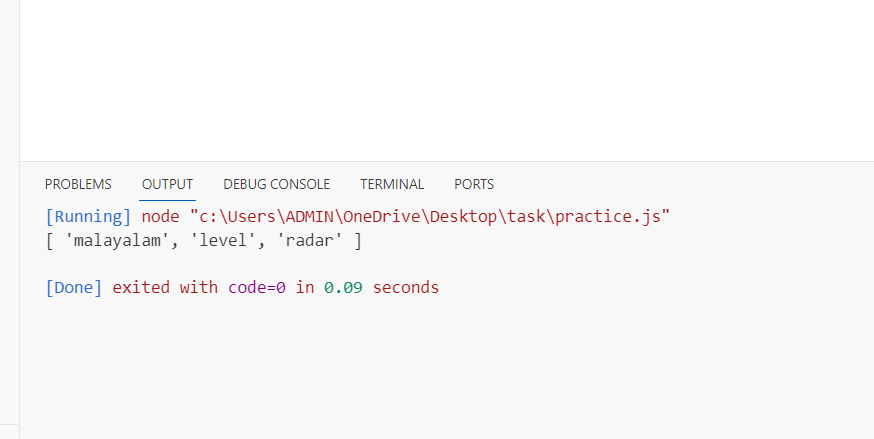 PROBLEMS OUTPUT DEBUG CONSOLE TERMINAL PORTS
[Running] node "c:\Users\ADMIN\OneDrive\Desktop\task\practice.js"
[ 'malayalam', 'level', 'radar' ]
[Done] exited with code=0 in 0.09 seconds